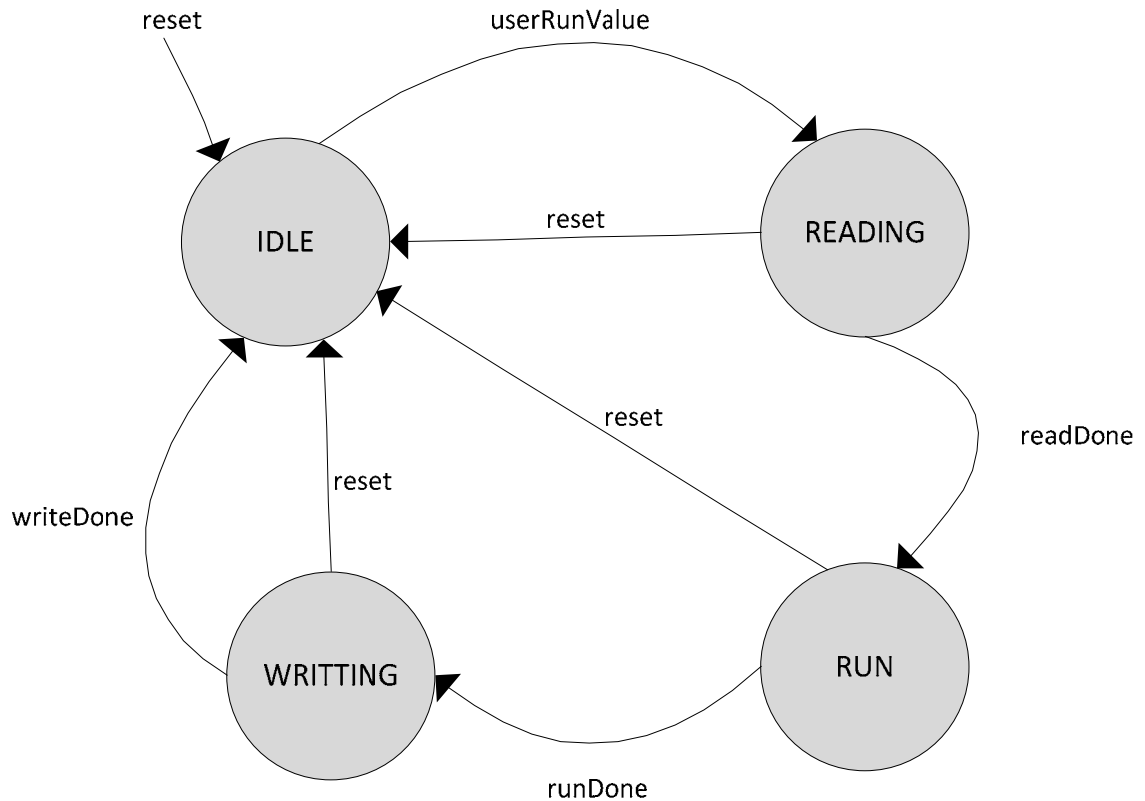 reset
userRunValue
IDLE
reset
READING
reset
readDone
reset
writeDone
WRITTING
RUN
runDone